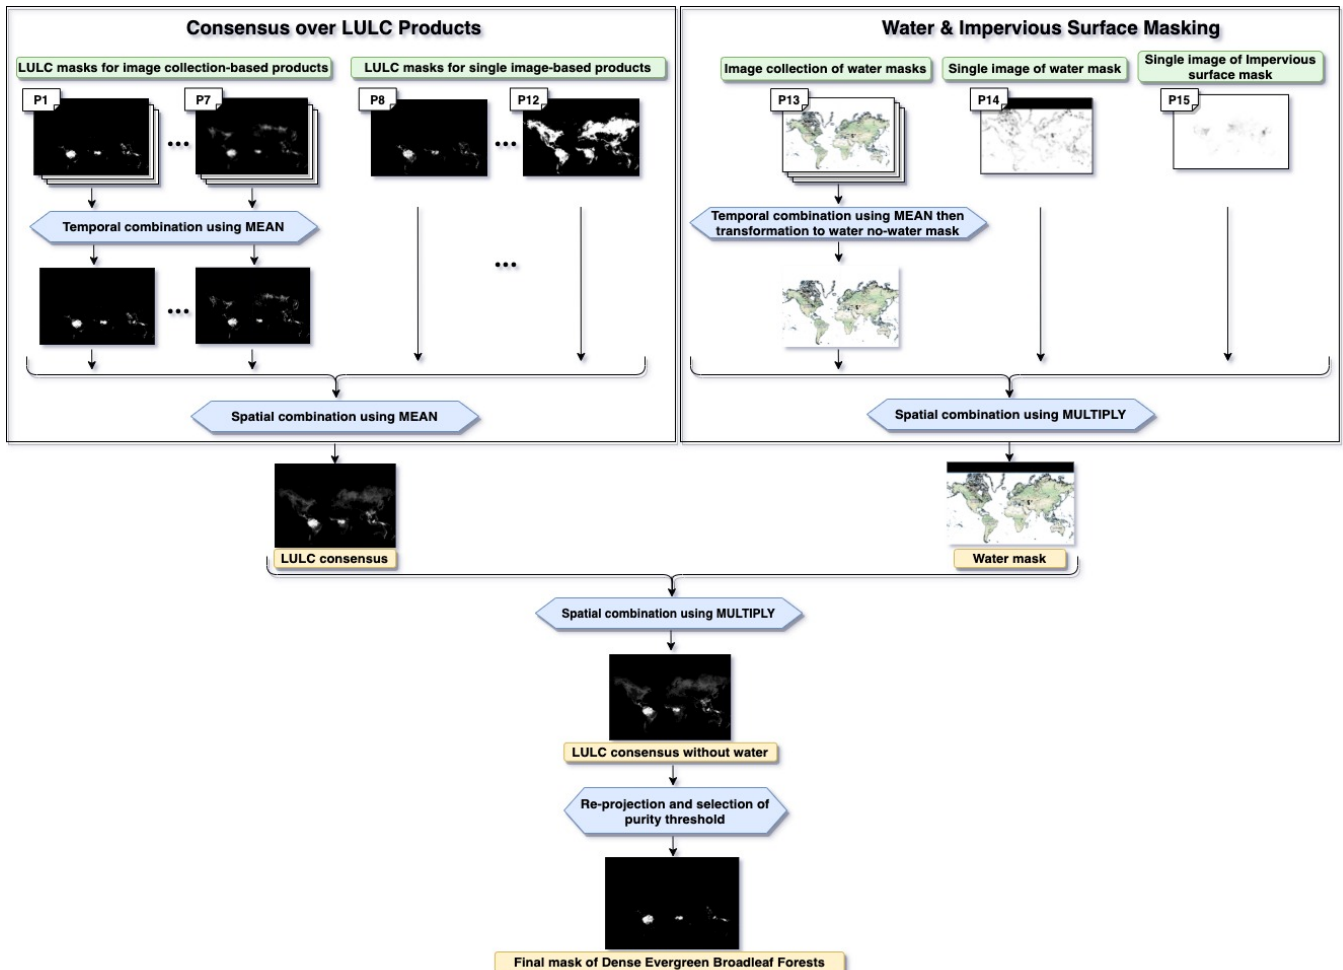 Consensus over LULC Products
LULC masks for image collection-based products
LULC masks for single image-based products
P1
P7
P8
P12
Temporal combination using MEAN
Spatial combination using MEAN
Water & Impervious Surface Masking
Image collection of water masks
Single image of water mask
Single image of Impervious
surface mask
P13
P14
P15
Temporal combination using MEAN then
transformation to water no-water mask
Spatial combination using MULTIPLY
LULC consensus
Water mask
Spatial combination using MULTIPLY
LULC consensus without water
Re-projection and selection of
purity threshold
Final mask of Dense Evergreen Broadleaf Forests